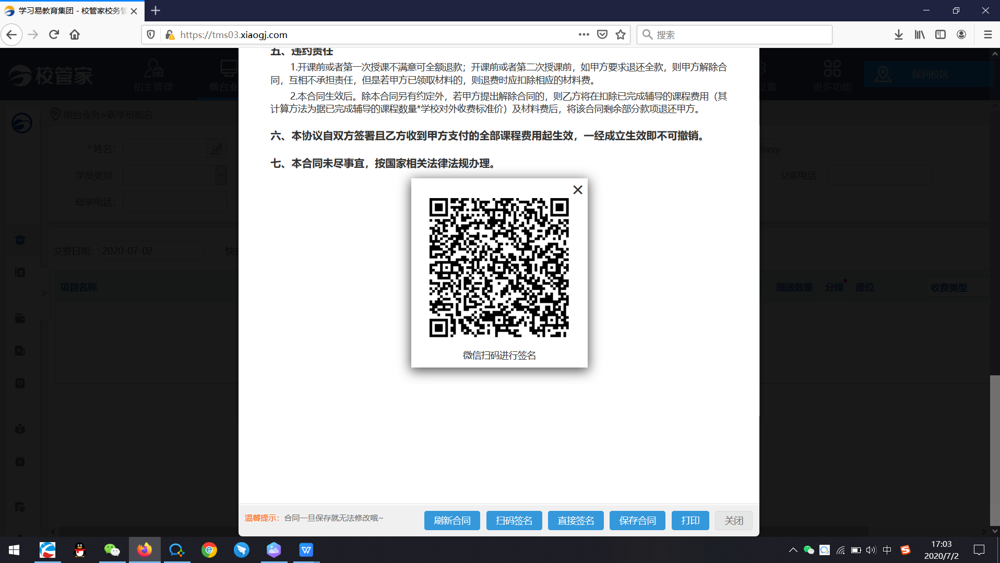 学习易教育集团 - 校管家校务管
https://tms03.xiaogj.com
搜索
校管家
招生管理
前台业
设置
更多功能
保利校区
前台业务>新学员报名
*姓名:
学员类别:
母亲电话:
@xxy
父亲电话:
交费日期:
2020-07-02
项目名称
赠送数量
分摊
座位
收费类型
五、违约责任
1.开课前或者第一次授课不满意可全额退款；开课前或者第二次授课前，如甲方要求退还全款，则甲方解除合
同，互相不承担责任，但是若甲方已领取材料的，则退费时应扣除相应的材料费。
2.本合同生效后。除本合同另有约定外，若甲方提出解除合同的，则乙方将在扣除已完成辅导的课程费用（其
计算方法为据已完成辅导的课程数量*学校对外收费标准价）及材料费后，将该合同剩余部分款项退还甲方。
六、本协议自双方签署且乙方收到甲方支付的全部课程费用起生效，一经成立生效即不可撤销。
七、本合同未尽事宜，按国家相关法律法规办理。
微信扫码进行签名
温馨提示：合同一旦保存就无法修改哦~
刷新合同
扫码签名
直接签名
保存合同
打印
关闭
中
17:03
2020/7/2